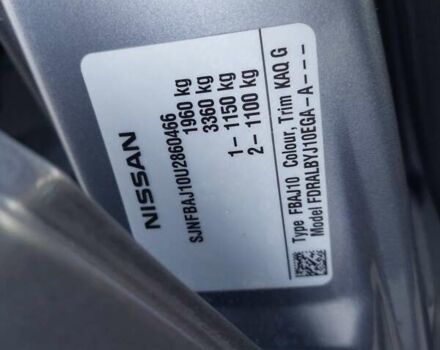 NISSAN
SJNFBAJ10U2860466
1960 kg
3360 kg
1- 1150 kg
2- 1100 kg
Type FBAJ10 Colour, Trim KAQ G
Model FDRALBYJ10EGA-A---